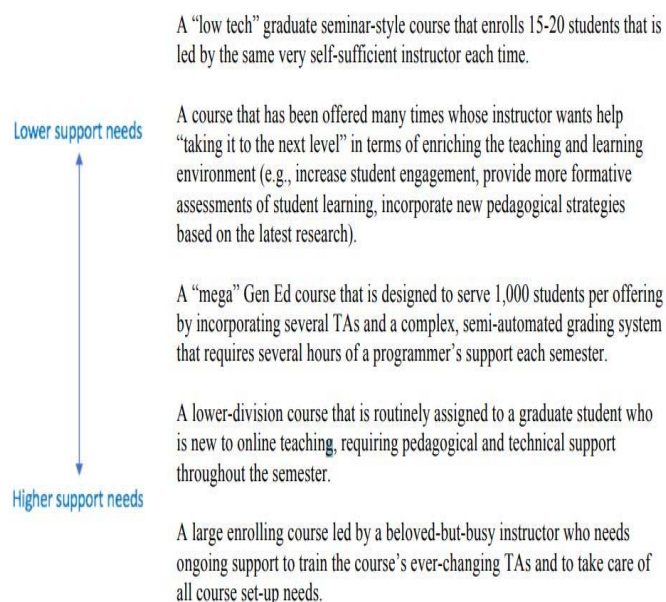 A “low tech” graduate seminar-style course that enrolls 15-20 students that is
led by the same very self-sufficient instructor each time.
Lower support needs
A course that has been offered many times whose instructor wants help
“taking it to the next level” in terms of enriching the teaching and learning
environment (e.g., increase student engagement, provide more formative
assessments of student learning, incorporate new pedagogical strategies
based on the latest research).
A “mega” Gen Ed course that is designed to serve 1,000 students per offering
by incorporating several TAs and a complex, semi-automated grading system
that requires several hours of a programmer’s support each semester.
A lower-division course that is routinely assigned to a graduate student who
is new to online teaching, requiring pedagogical and technical support
throughout the semester.
Higher support needs
A large enrolling course led by a beloved-but-busy instructor who needs
ongoing support to train the course’s ever-changing TAs and to take care of
all course set-up needs.